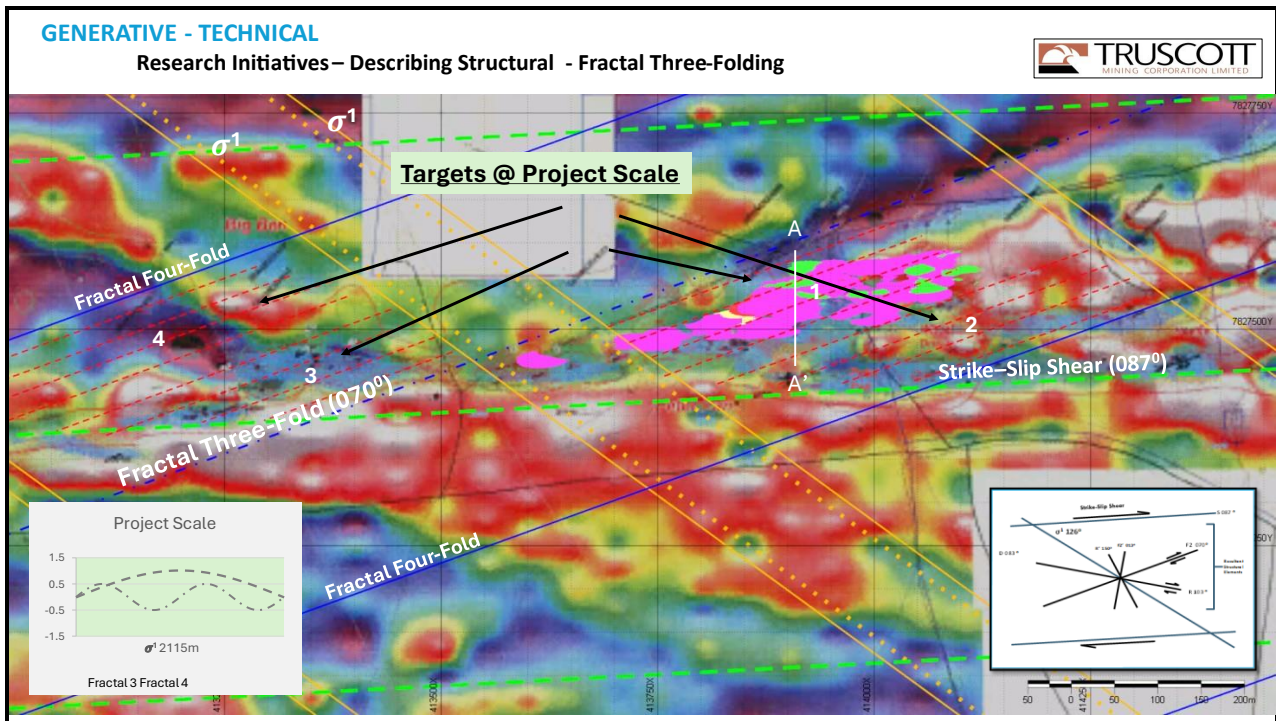 GENERATIVE - TECHNICAL
Research Initiatives – Describing Structural - Fractal Three-Folding
TRUSCOTT
MINING CORPORATION LIMITED
7827750Y
σ¹
σ¹
Targets @ Project Scale
A
Fractal Four-Fold
1
7827500Y
4
2
3
Strike–Slip Shear (087⁰)
A'
Fractal Three-Fold (070⁰)
Project Scale
1.5
0.5
-0.5
-1.5
σ¹ 2115m
Fractal 3 Fractal 4
Fractal Four-Fold
Strike-Slip Shear
σ¹ 126°
413500X
413750X
414000X
50 0 50 100 150 200m